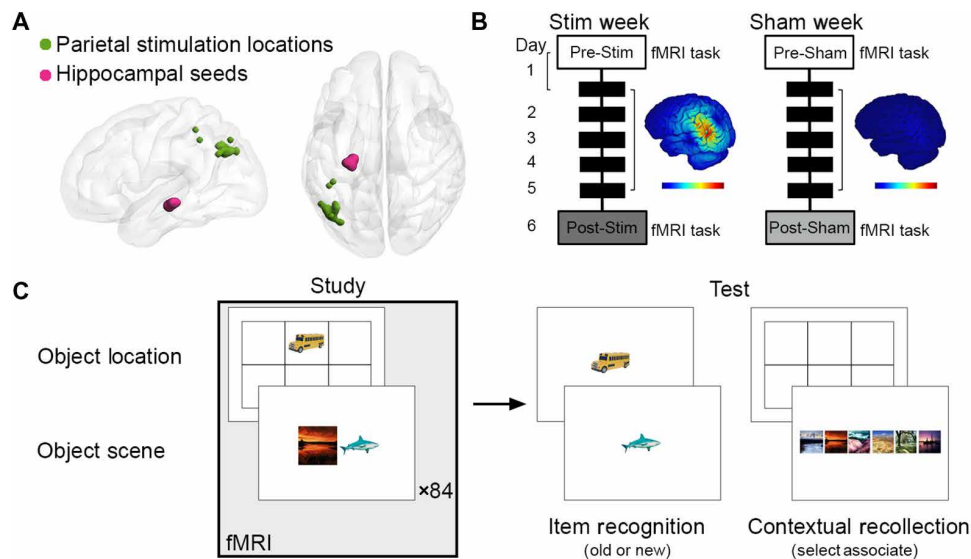 A
Parietal stimulation locations
Hippocampal seeds
B
Stim week
Sham week
Day
Pre-Stim
fMRI task
Pre-Sham
fMRI task
1
2
3
4
5
6
Post-Stim
fMRI task
Post-Sham
fMRI task
C
Study
Test
Object location
Object scene
×84
fMRI
Item recognition
(old or new)
Contextual recollection
(select associate)